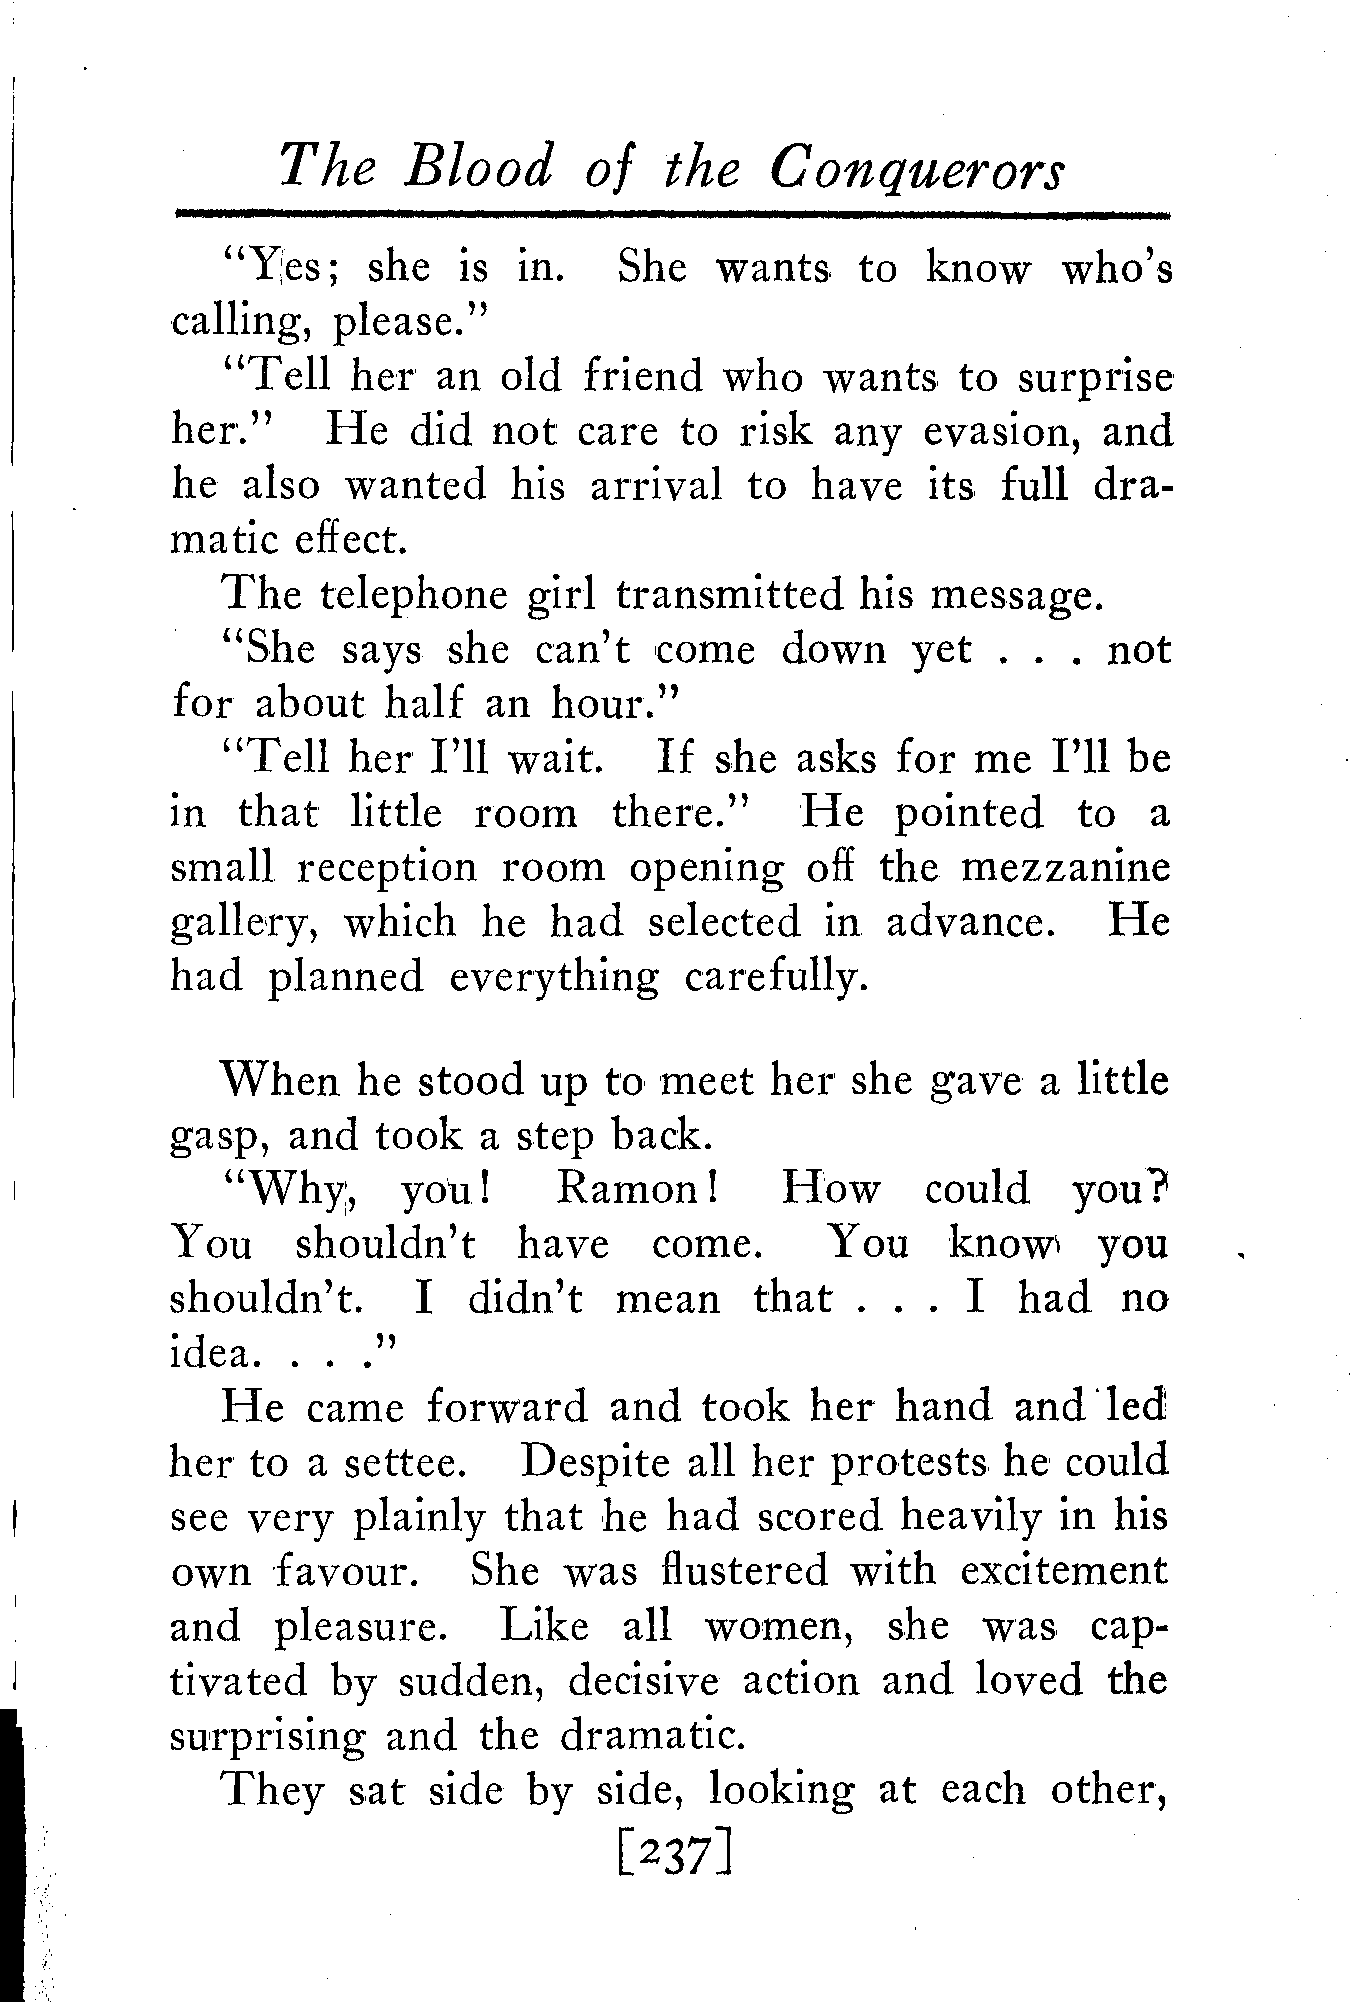 The Blood of the Conquerors
"Yes; she is in. She wants to know who's
calling, please."
"Tell her an old friend who wants to surprise
her." He did not care to risk any evasion, and
he also wanted his arrival to have its full dra-
matic effect.
The telephone girl transmitted his message.
"She says she can't come down yet . . . not
for about half an hour."
"Tell her I'll wait. If she asks for me I'll be
in that little room there." He pointed to a
small reception room opening off the mezzanine
gallery, which he had selected in advance. He
had planned everything carefully.
When he stood up to meet her she gave a little
gasp, and took a step back.
"Why, you! Ramon! How could you?
You shouldn't have come. You know you
shouldn't. I didn't mean that . . . I had no
idea. . . ."
He came forward and took her hand and led
her to a settee. Despite all her protests he could
see very plainly that he had scored heavily in his
own favour. She was flustered with excitement
and pleasure. Like all women, she was cap-
tivated by sudden, decisive action and loved the
surprising and the dramatic.
They sat side by side, looking at each other,
[237]